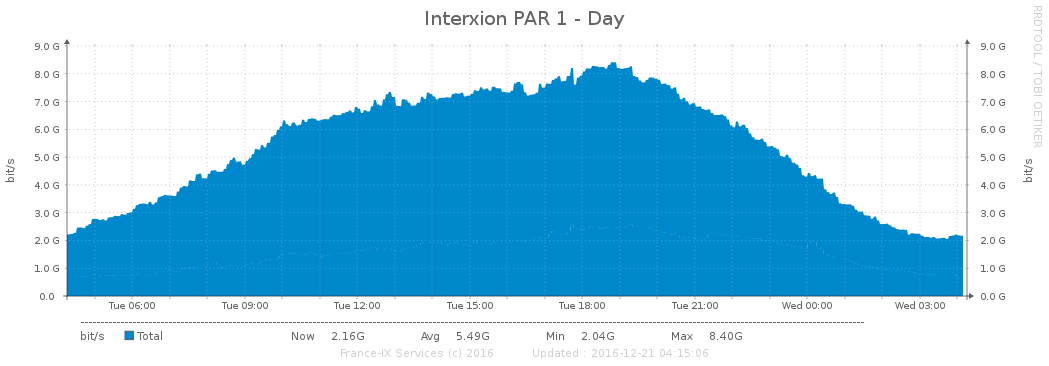 Interxion PAR 1 - Day
RRDTOOL / TOBI OETIKER
9.0 G 9.0 G
8.0 G 8.0 G
7.0 G 7.0 G
6.0 G 6.0 G
5.0 G 5.0 G
4.0 G 4.0 G
3.0 G 3.0 G
2.0 G 2.0 G
1.0 G 1.0 G
0.0 0.0 G
bit/s
bit/s
Tue 06:00 Tue 09:00 Tue 12:00 Tue 15:00 Tue 18:00 Tue 21:00 Wed 00:00 Wed 03:00
bit/s Total Now 2.16G Avg 5.49G Min 2.04G Max 8.40G
France-IX Services (c) 2016 Updated : 2016-12-21 04:15:06